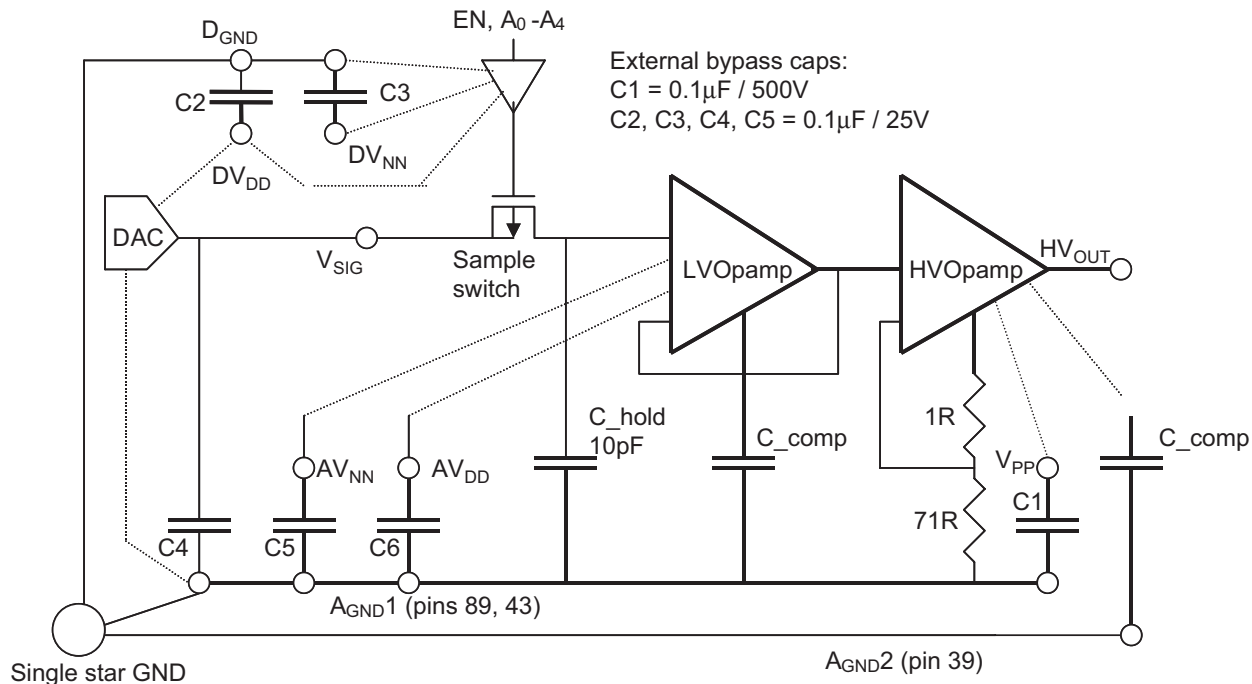 EN, A0 -A4
DGND
External bypass caps:
C1 = 0.1μF / 500V
C2, C3, C4, C5 = 0.1μF / 25V
C2
C3
DVNN
DVDD
DAC
VSIG
Sample
switch
LVOpamp
HVOpamp
HVOUT
C_hold
10pF
C_comp
1R
C_comp
AVNN
AVDD
VPP
C1
71R
C4
C5
C6
AGND1 (pins 89, 43)
AGND2 (pin 39)
Single star GND